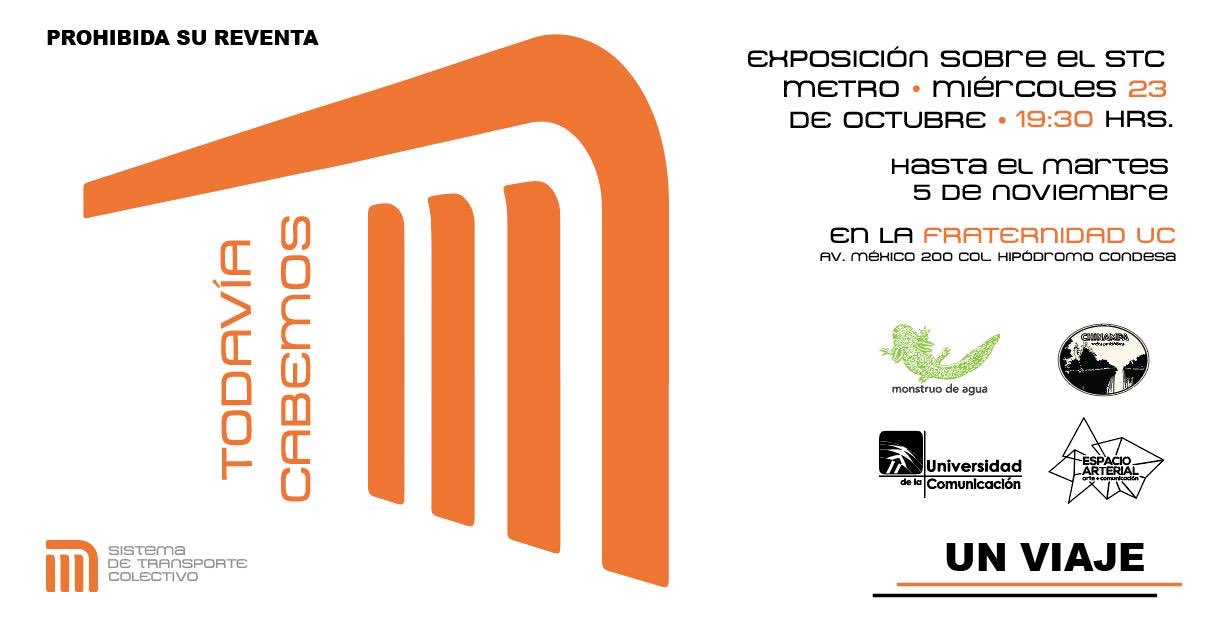 PROHIBIDA SU REVENTA
TODAVÍA
CABEMOS
sistema
DE TRANSPORTE
COLECTIVO
EXPOSICIÓN SOBRE EL STC
METRO • MIÉRCOLES 23
DE OCTUBRE • 19:30 HRS.
HASTA EL MARTES
5 DE NOVIEMBRE
EN LA FRATERNIDAD UC
AV. MÉXICO 200 COL. HIPÓDROMO CONDESA
monstruo de agua
CHINAMPA
Universidad
de la Comunicación
ESPACIO
ARTERIAL
arte + comunicación
UN VIAJE